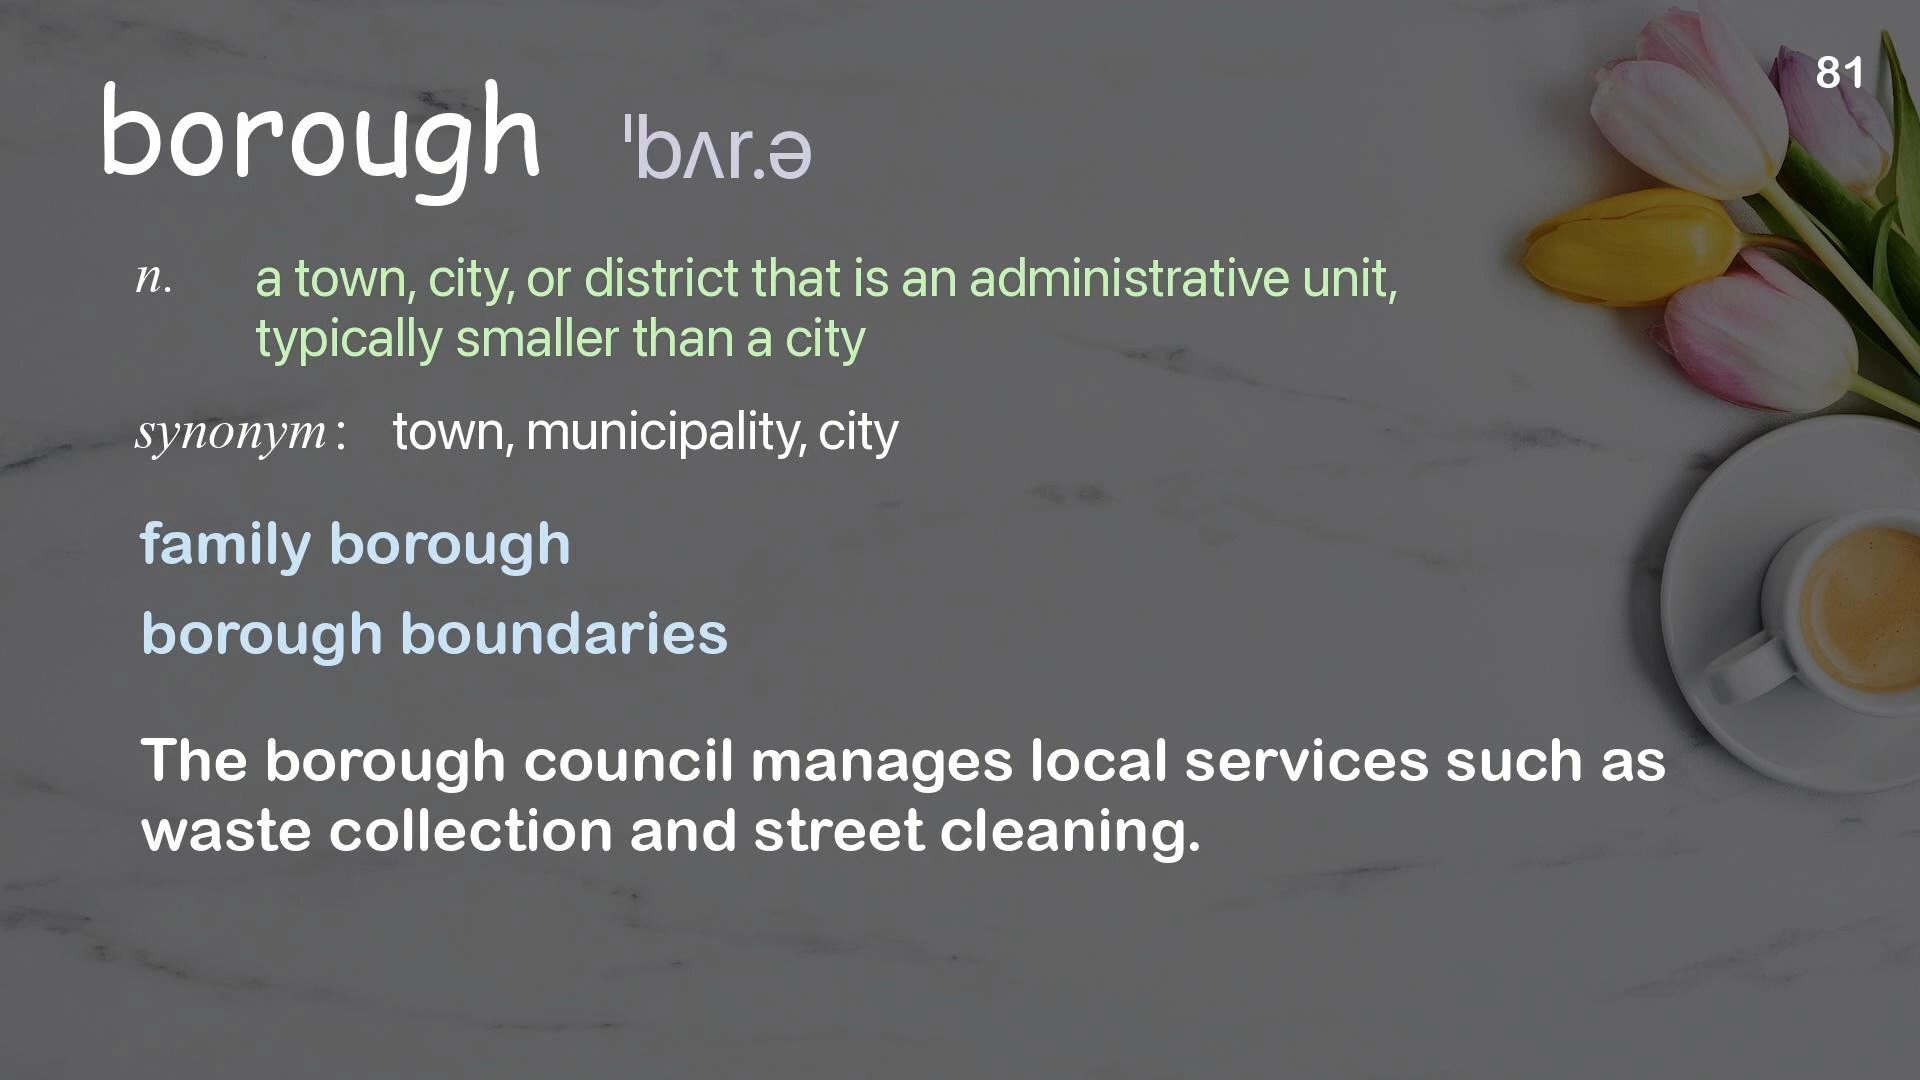 81
borough ˈbʌr.ə
n. a town, city, or district that is an administrative unit,
typically smaller than a city
synonym: town, municipality, city
family borough
borough boundaries
The borough council manages local services such as
waste collection and street cleaning.